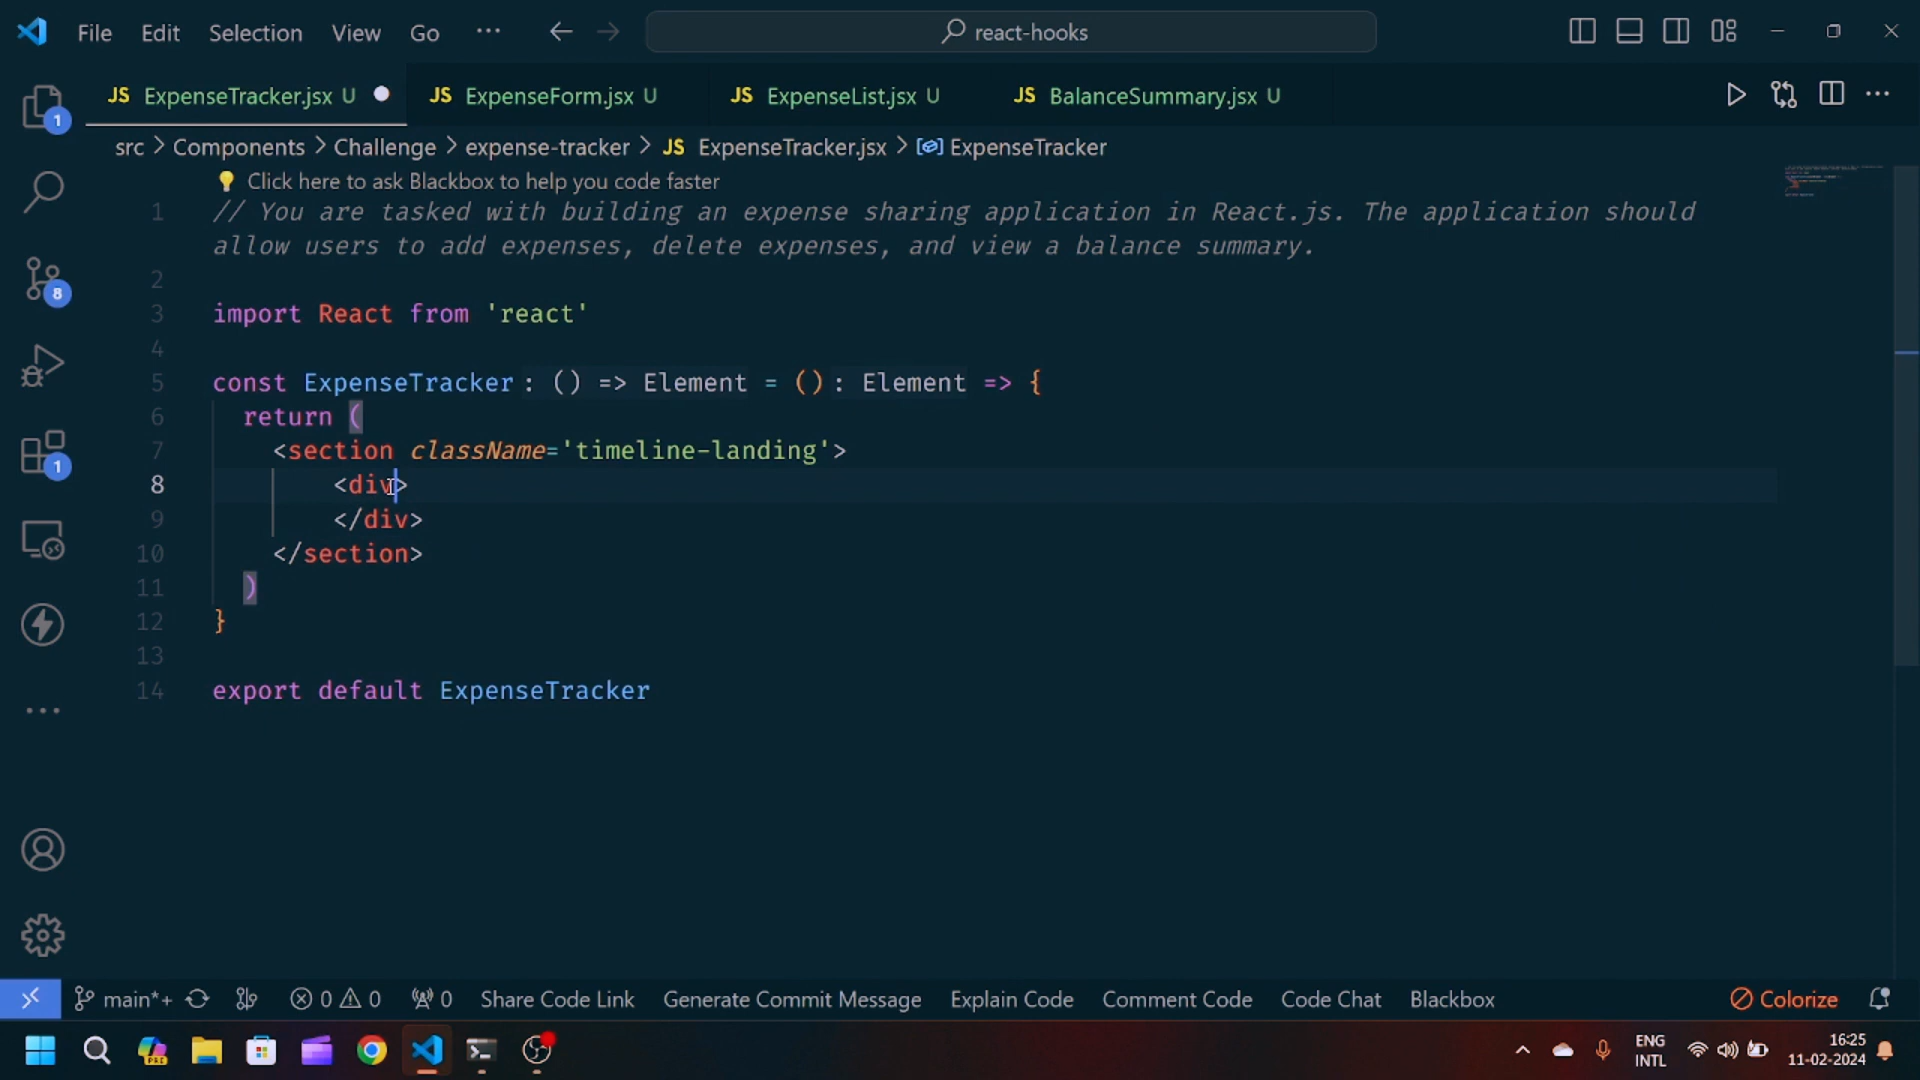 File Edit Selection View Go ··· react-hooks
JS ExpenseTracker.jsx U JS ExpenseForm.jsx U JS ExpenseList.jsx U JS BalanceSummary.jsx U
src > Components > Challenge > expense-tracker > JS ExpenseTracker.jsx > ExpenseTracker
Click here to ask Blackbox to help you code faster
1 // You are tasked with building an expense sharing application in React.js. The application should
allow users to add expenses, delete expenses, and view a balance summary.
2
3 import React from 'react'
4
5 const ExpenseTracker: () => Element = (): Element => {
6 return (
7 <section className='timeline-landing'>
8 <div>
9 </div>
10 </section>
11 )
12 }
13
14 export default ExpenseTracker
1
8
1
main*+ 0 0 0 Share Code Link Generate Commit Message Explain Code Comment Code Code Chat Blackbox Colorize
PRE
ENG
INTL
16:25
11-02-2024